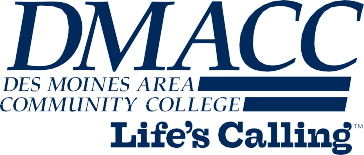 DMACC
DES MOINES AREA
COMMUNITY COLLEGE
Life's Calling™